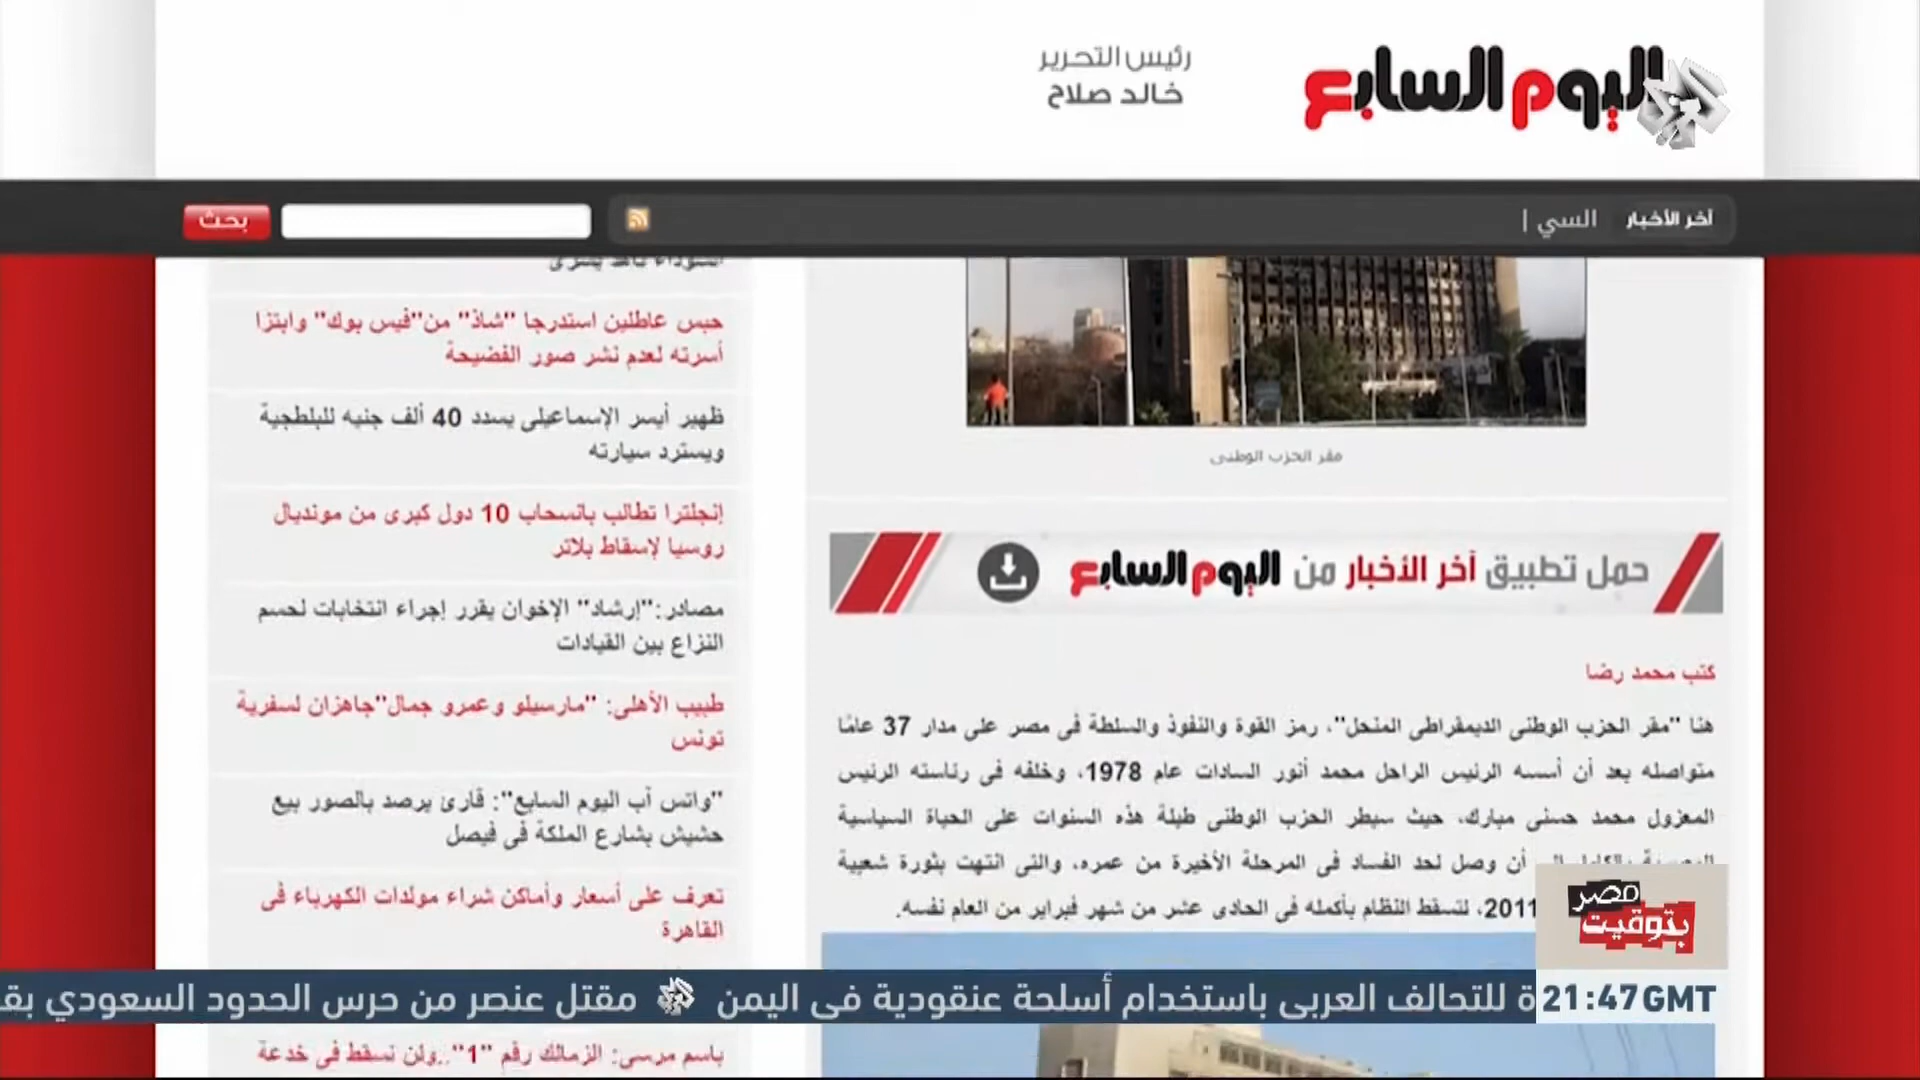 اليوم السابع
رئيس التحرير
خالد صلاح
آخر الأخبار
السي |
بحث
مقر الحزب الوطنى
حمل تطبيق آخر الأخبار من اليوم السابع
كتب محمد رضا
هنا "مقر الحزب الوطنى الديمقراطى المنحل"، رمز القوة والنفوذ والسلطة فى مصر على مدار 37 عامًا
متواصله بعد أن أسسه الرئيس الراحل محمد أنور السادات عام 1978، وخلفه فى رئاسته الرئيس
المعزول محمد حسنى مبارك، حيث سيطر الحزب الوطنى طيلة هذه السنوات على الحياة السياسية
أن وصل لحد الفساد فى المرحلة الأخيرة من عمره، والتى انتهت بثورة شعبية
2011، لتسقط النظام بأكمله فى الحادى عشر من شهر فبراير من العام نفسه.
حبس عاطلين استدرجا "شاذ" من"فيس بوك" وابتزا
أسرته لعدم نشر صور الفضيحة
ظهير أيسر الإسماعيلى يسدد 40 ألف جنيه للبلطجية
ويسترد سيارته
إنجلترا تطالب بانسحاب 10 دول كبرى من مونديال
روسيا لإسقاط بلاتر
مصادر:"إرشاد" الإخوان يقرر إجراء انتخابات لحسم
النزاع بين القيادات
طبيب الأهلى: "مارسيلو وعمرو جمال"جاهزان لسفرية
تونس
"واتس آب اليوم السابع": قارئ يرصد بالصور بيع
حشيش بشارع الملكة فى فيصل
تعرف على أسعار وأماكن شراء مولدات الكهرباء فى
القاهرة
باسم مرسى: الزمالك رقم "1"..ولن نسقط فى خدعة
مصر
بتوقيت
21:47GMT
ة للتحالف العربي باستخدام أسلحة عنقودية في اليمن
مقتل عنصر من حرس الحدود السعودي بق